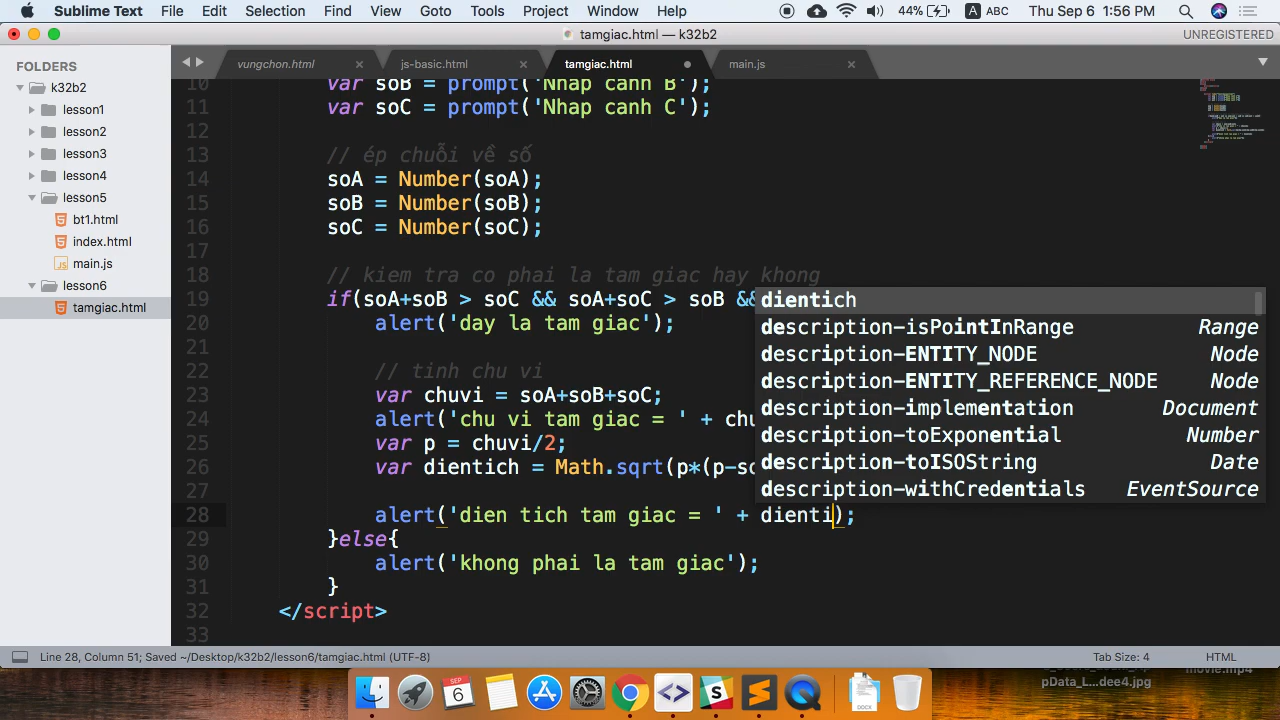 Sublime Text File Edit Selection Find View Goto Tools Project Window Help 44% A ABC Thu Sep 6 1:56 PM
tamgiac.html — k32b2 UNREGISTERED
FOLDERS
k32b2
lesson1
lesson2
lesson3
lesson4
lesson5
bt1.html
index.html
main.js
lesson6
tamgiac.html
vungchon.html js-basic.html tamgiac.html main.js
10 var soB = prompt('Nhap canh B');
11 var soC = prompt('Nhap canh C');
12
13 // ép chuỗi về số
14 soA = Number(soA);
15 soB = Number(soB);
16 soC = Number(soC);
17
18 // kiem tra co phai la tam giac hay khong
19 if(soA+soB > soC && soA+soC > soB &&
20 alert('day la tam giac');
21
22 // tinh chu vi
23 var chuvi = soA+soB+soC;
24 alert('chu vi tam giac = ' + chu
25 var p = chuvi/2;
26 var dientich = Math.sqrt(p*(p-so
27
28 alert('dien tich tam giac = ' + dienti);
29 }else{
30 alert('khong phai la tam giac');
31 }
32 </script>
33
dientich
description-isPointInRange Range
description-ENTITY_NODE Node
description-ENTITY_REFERENCE_NODE Node
description-implementation Document
description-toExponential Number
description-toISOString Date
description-withCredentials EventSource
Line 28, Column 51; Saved ~/Desktop/k32b2/lesson6/tamgiac.html (UTF-8) Tab Size: 4 HTML
SEP
6
DOCX
movie.mp4
pData_L...dee4.jpg